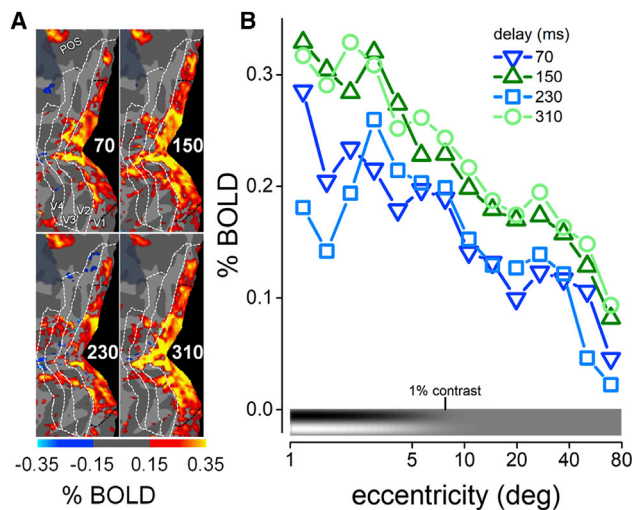 A
POS
70
150
V4
V3
V2
V1
230
310
-0.35 -0.15 0.15 0.35
% BOLD
B
delay (ms)
70
150
230
310
% BOLD
0.3
0.2
0.1
0.0
1% contrast
1 5 10 20 40 80
eccentricity (deg)